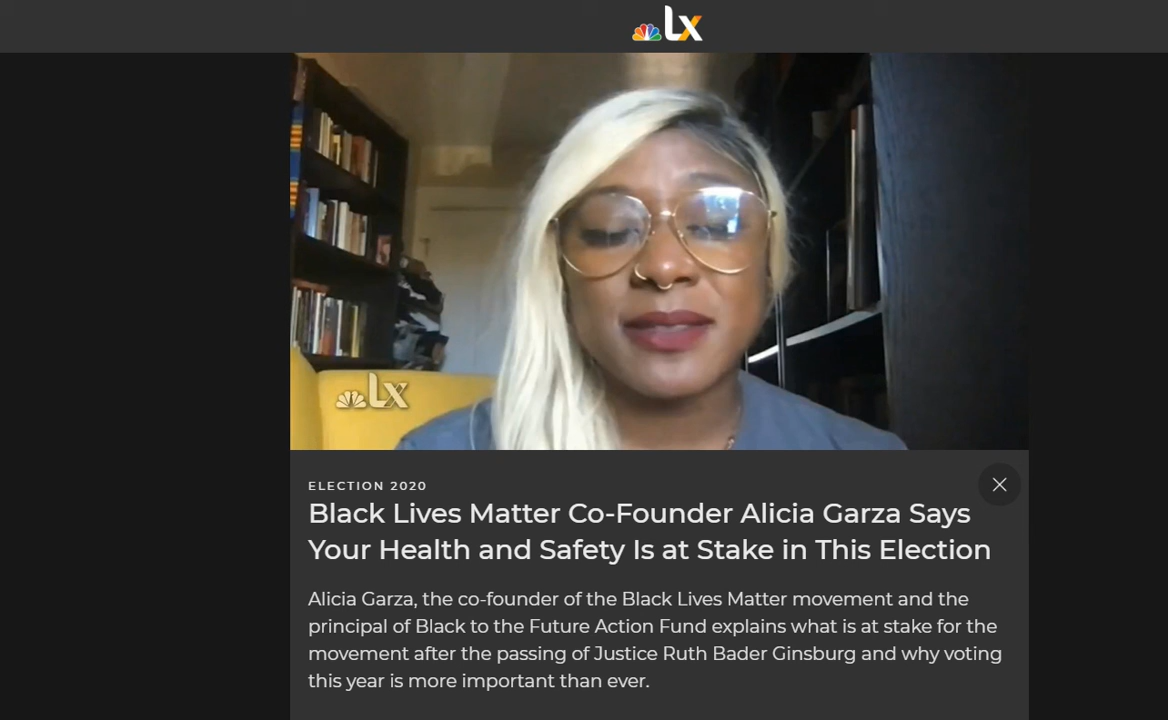 LX
LX
ELECTION 2020
Black Lives Matter Co-Founder Alicia Garza Says
Your Health and Safety Is at Stake in This Election
Alicia Garza, the co-founder of the Black Lives Matter movement and the
principal of Black to the Future Action Fund explains what is at stake for the
movement after the passing of Justice Ruth Bader Ginsburg and why voting
this year is more important than ever.